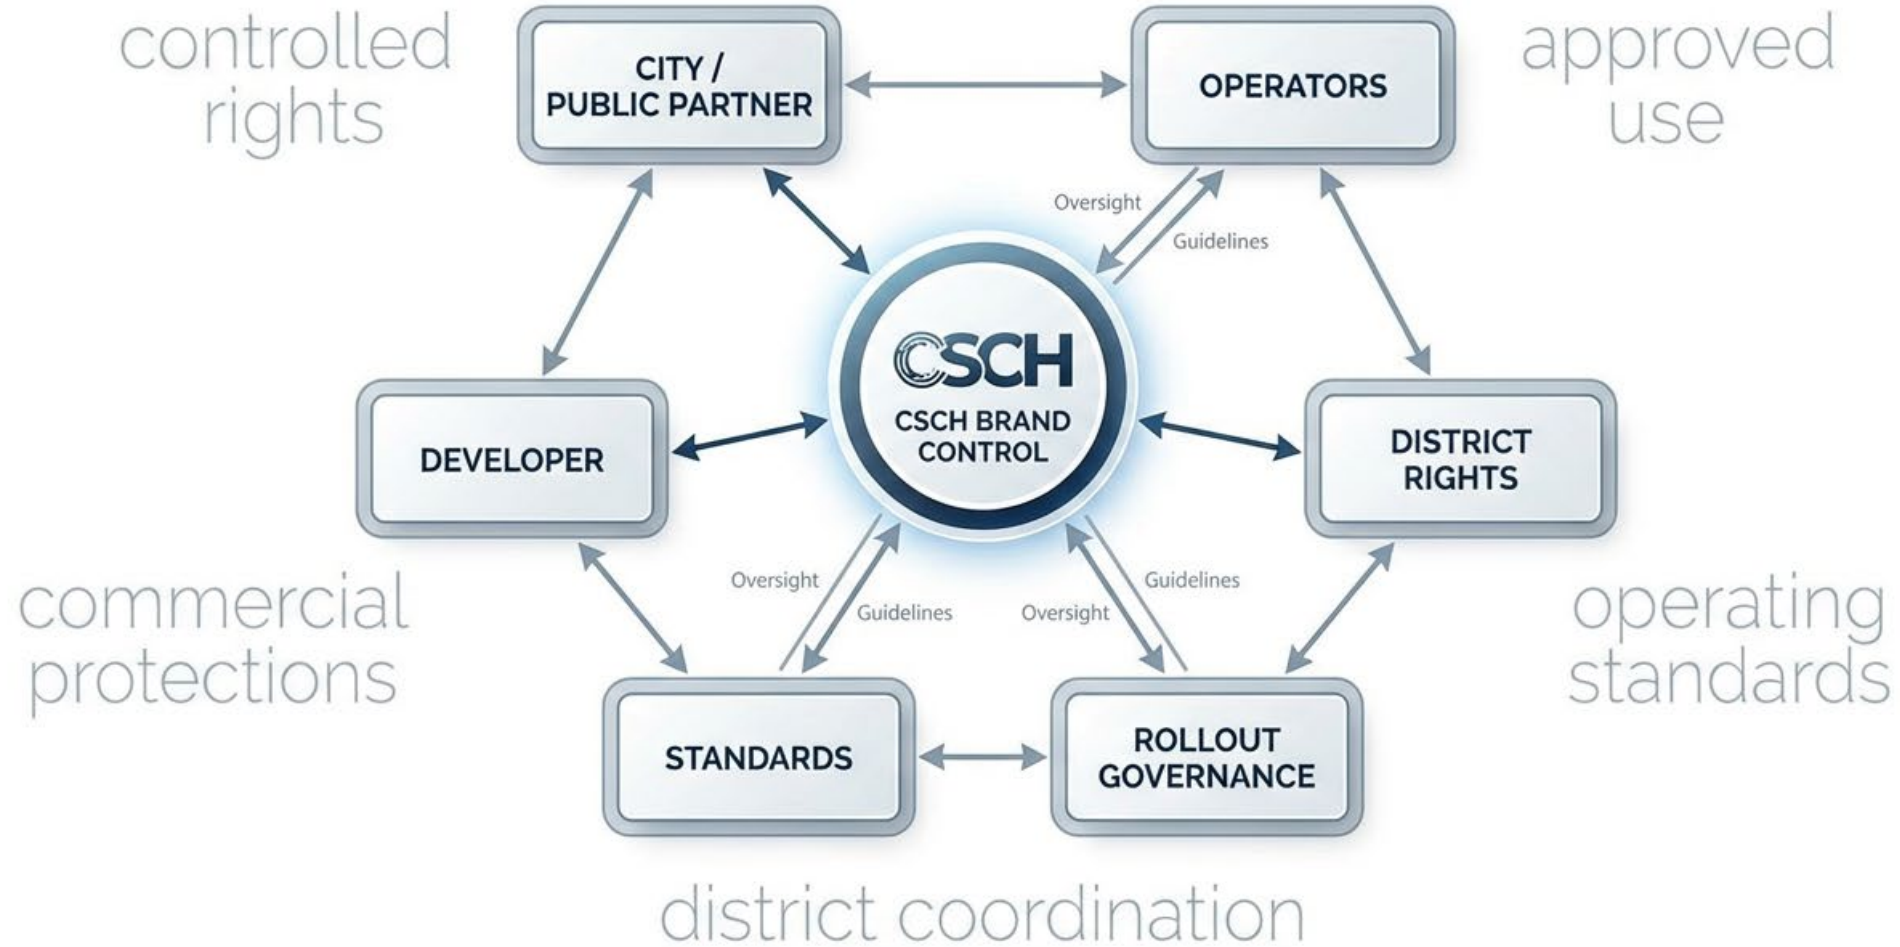 controlled
rights
CITY /
PUBLIC PARTNER
OPERATORS
approved
use
Oversight
Guidelines
CSCH
CSCH BRAND
CONTROL
DEVELOPER
DISTRICT
RIGHTS
Oversight
Guidelines
Oversight
Guidelines
commercial
protections
operating
standards
STANDARDS
ROLLOUT
GOVERNANCE
district coordination